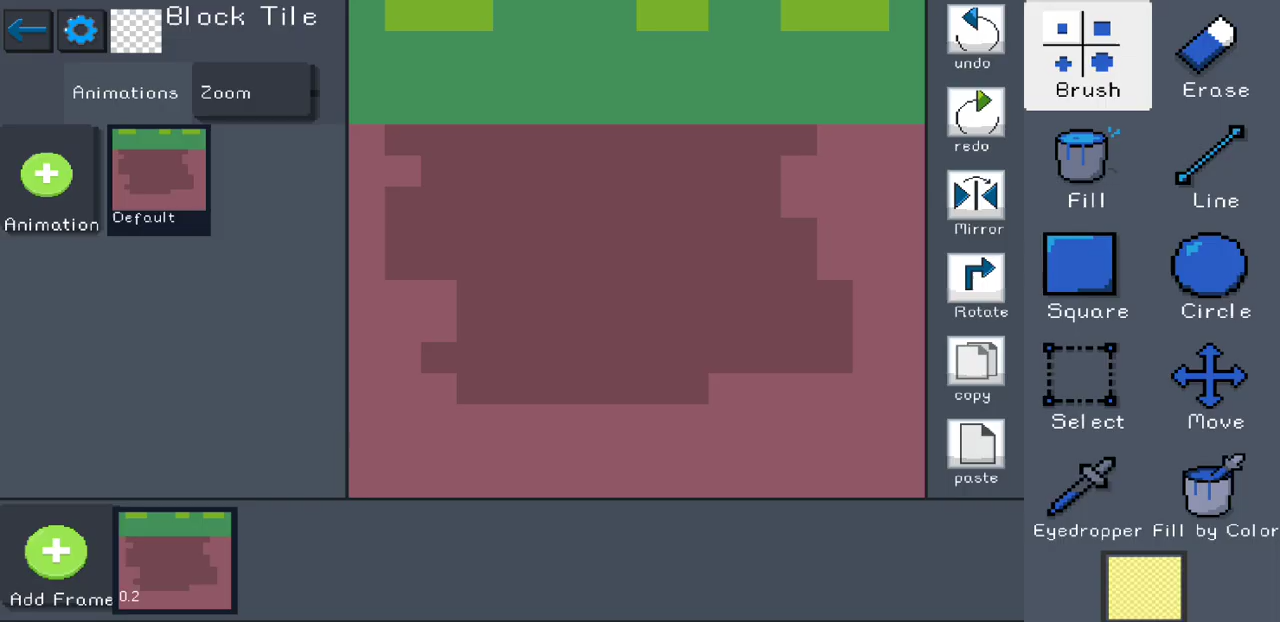 Block Tile
Animations
Zoom
Animation
Default
Add Frame
0.2
undo
redo
Mirror
Rotate
copy
paste
Brush
Erase
Fill
Line
Square
Circle
Select
Move
Eyedropper
Fill by Color